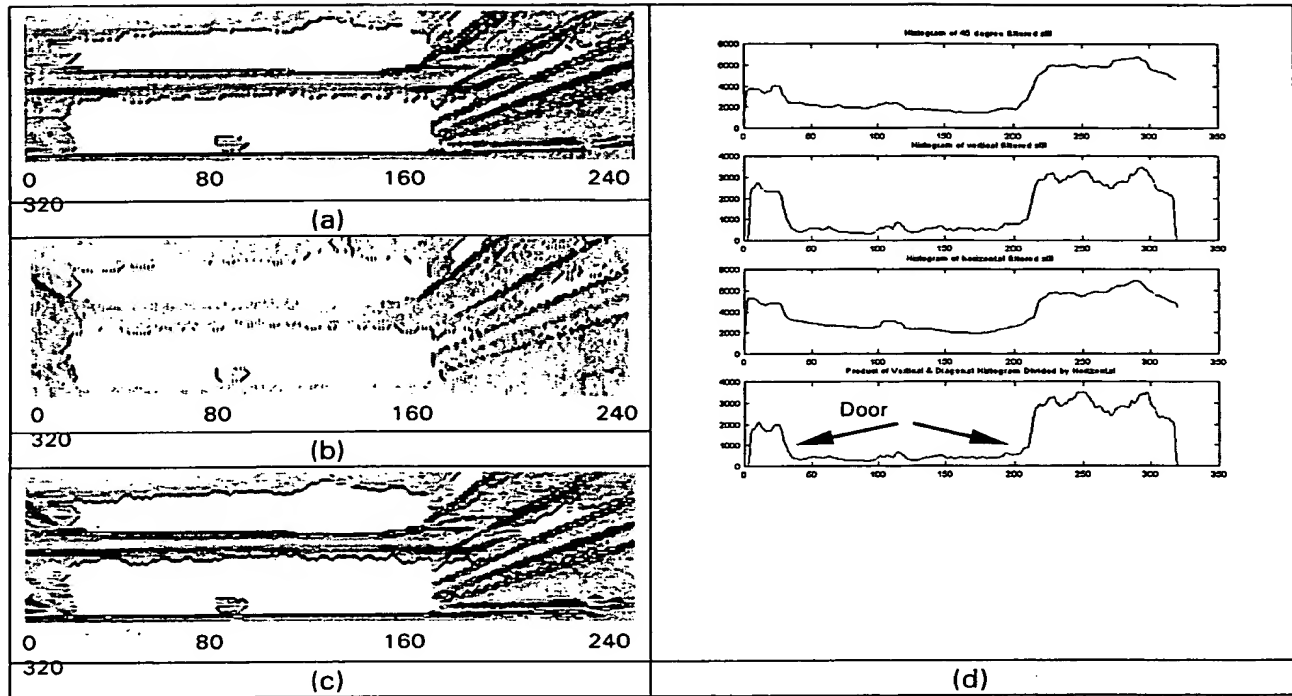 0 80 160 240
320
(a)
0 80 160 240
320
(b)
0 80 160 240
320
(c)
Histogram of 45 degree filtered still
8000
6000
4000
2000
0
0 50 100 150 200 250 300 350
Histogram of vertical filtered still
4000
3000
2000
1000
0
0 50 100 150 200 250 300 350
Histogram of horizontal filtered still
8000
6000
4000
2000
0
0 50 100 150 200 250 300 350
Product of Vertical & Diagonal Histogram Divided by Horizontal
4000
3000
2000
1000
0
0 50 100 150 200 250 300 350
Door
(d)